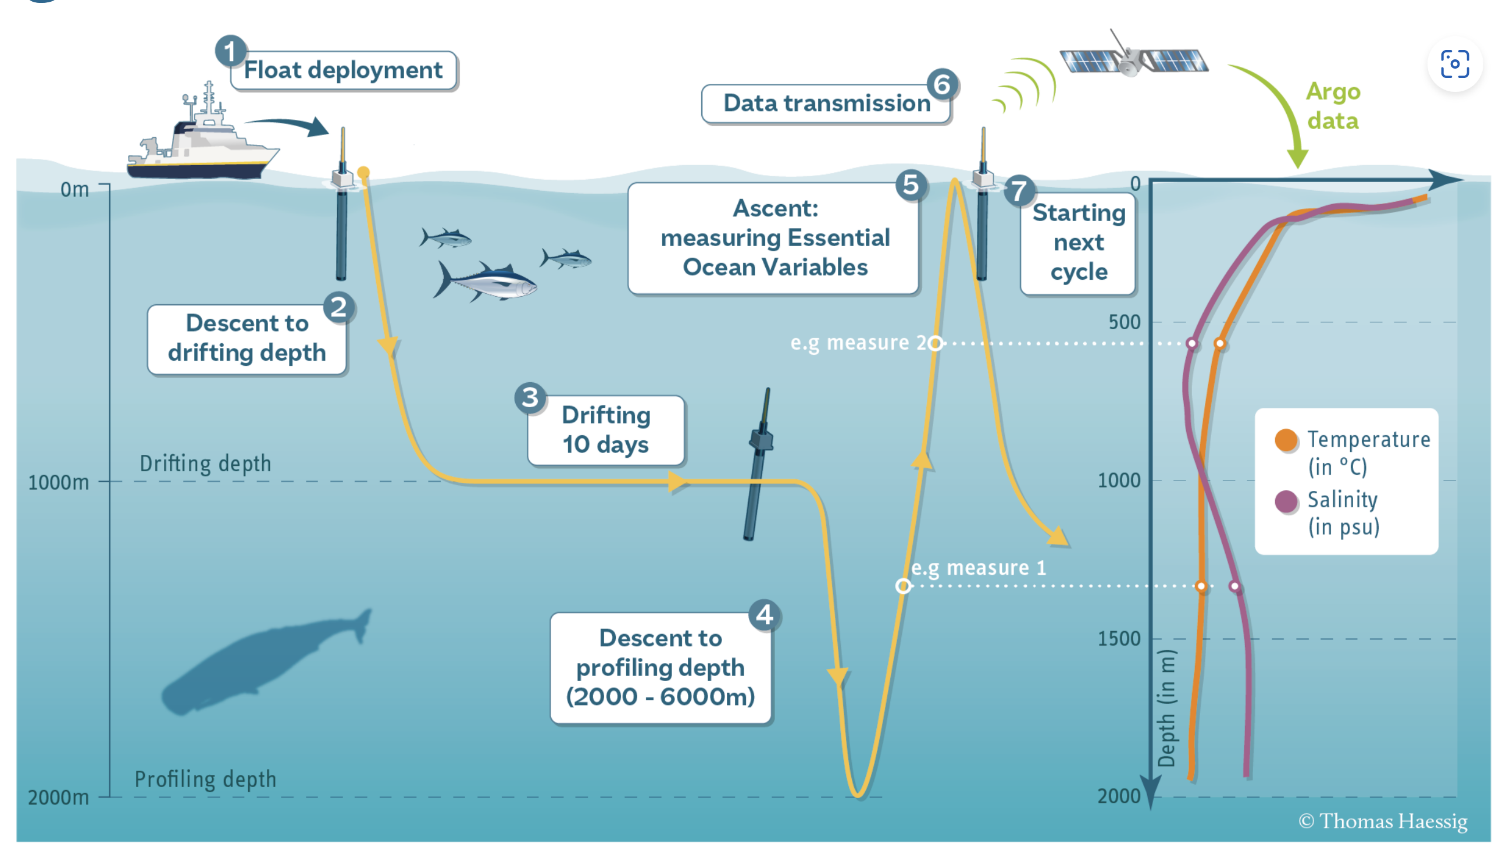 1
Float deployment
6
Data transmission
Argo
data
0m
2
Descent to
drifting depth
5
Ascent:
measuring Essential
Ocean Variables
7
Starting
next
cycle
3
Drifting
10 days
Drifting depth
1000m
4
Descent to
profiling depth
(2000 - 6000m)
Profiling depth
2000m
e.g measure 2
e.g measure 1
0
500
1000
1500
2000
Depth (in m)
Temperature
(in °C)
Salinity
(in psu)
© Thomas Haessig